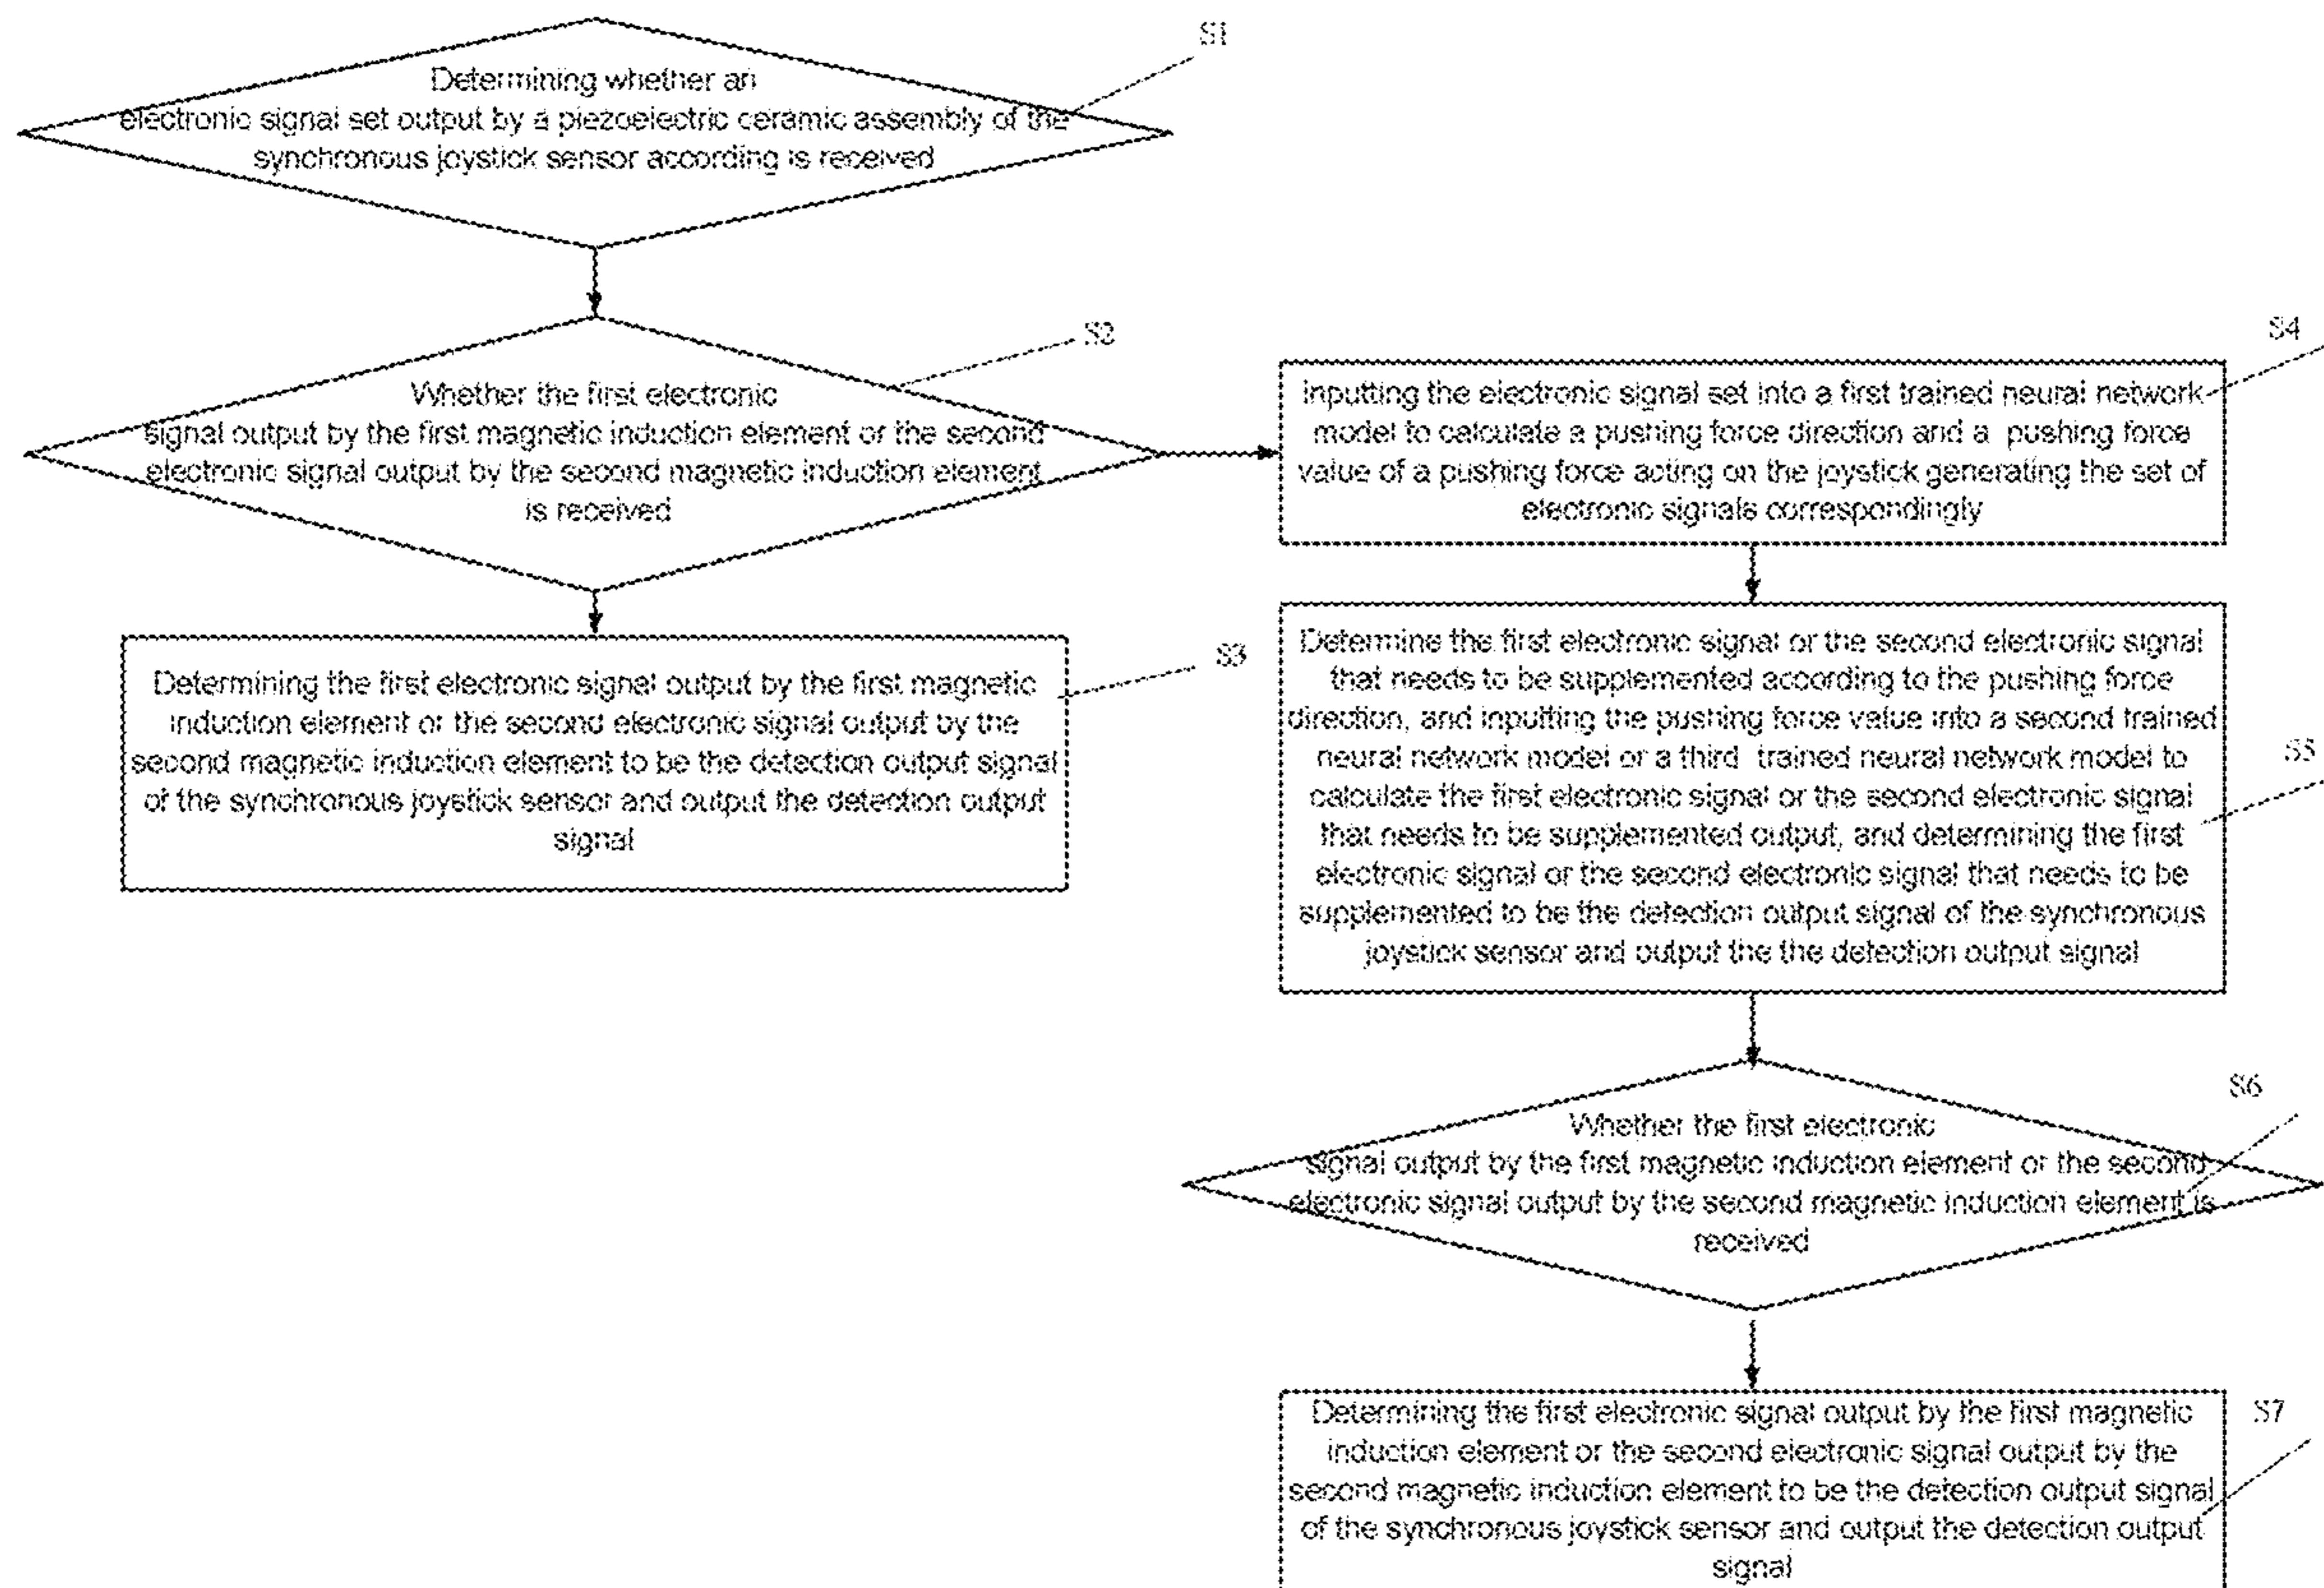 S1
Determining whether an
electronic signal set output by a piezoelectric ceramic assembly of the
synchronous joystick sensor according is received
S2
Whether the first electronic
signal output by the first magnetic induction element or the second
electronic signal output by the second magnetic induction element
is received
S3
Determining the first electronic signal output by the first magnetic
induction element or the second electronic signal output by the
second magnetic induction element to be the detection output signal
of the synchronous joystick sensor and output the detection output
signal
S4
inputting the electronic signal set into a first trained neural network
model to calculate a pushing force direction and a pushing force
value of a pushing force acting on the joystick generating the set of
electronic signals correspondingly
S5
Determine the first electronic signal or the second electronic signal
that needs to be supplemented according to the pushing force
direction, and inputting the pushing force value into a second trained
neural network model or a third trained neural network model to
calculate the first electronic signal or the second electronic signal
that needs to be supplemented output, and determining the first
electronic signal or the second electronic signal that needs to be
supplemented to be the detection output signal of the synchronous
joystick sensor and output the the detection output signal
S6
Whether the first electronic
signal output by the first magnetic induction element or the second
electronic signal output by the second magnetic induction element is
received
S7
Determining the first electronic signal output by the first magnetic
induction element or the second electronic signal output by the
second magnetic induction element to be the detection output signal
of the synchronous joystick sensor and output the detection output
signal